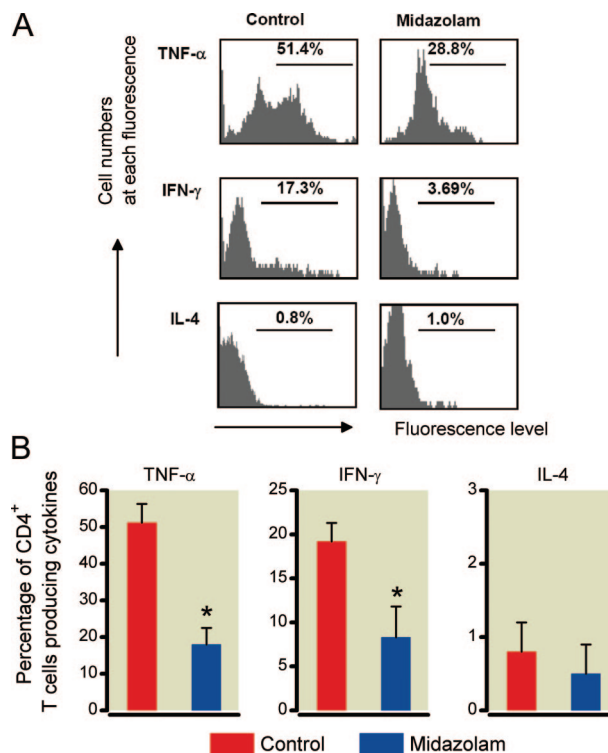 A
Control Midazolam
TNF-α 51.4% 28.8%
Cell numbers
at each fluorescence
IFN-γ 17.3% 3.69%
IL-4 0.8% 1.0%
Fluorescence level
B
TNF-α IFN-γ IL-4
Percentage of CD4+
T cells producing cytokines
60
50
40
30
20
10
0
*
25
20
15
10
5
0
*
3
2
1
0
Control Midazolam